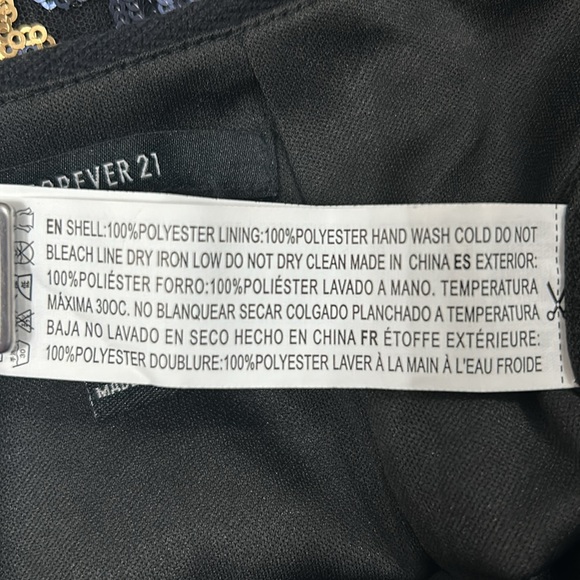 FOREVER 21
EN SHELL:100%POLYESTER LINING:100%POLYESTER HAND WASH COLD DO NOT
BLEACH LINE DRY IRON LOW DO NOT DRY CLEAN MADE IN CHINA ES EXTERIOR:
100%POLIÉSTER FORRO:100%POLIÉSTER LAVADO A MANO. TEMPERATURA
MÁXIMA 30OC. NO BLANQUEAR SECAR COLGADO PLANCHADO A TEMPERATURA
BAJA NO LAVADO EN SECO HECHO EN CHINA FR ÉTOFFE EXTÉRIEURE:
100%POLYESTER DOUBLURE:100%POLYESTER LAVER À LA MAIN À L'EAU FROIDE